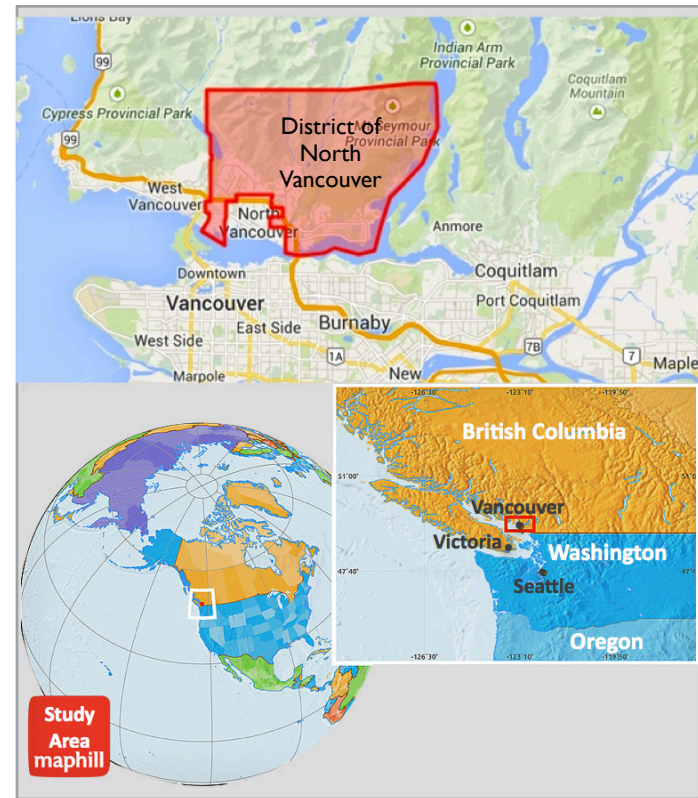 Lions Bay
99
Indian Arm
Provincial Park
Cypress Provincial Park
Coquitlam
Mountain
99
District of
North
Vancouver
Mt Seymour
Provincial Park
West
Vancouver
North
Vancouver
Anmore
Downtown
Coquitlam
Vancouver
Port Coquitlam
East Side
Burnaby
West Side
1A
7B
7
Maple
Marpole
New
-126°30'
-123°10'
-119°50'
British Columbia
51°00'
51°0
Vancouver
Victoria
Washington
47°40'
47°4
Seattle
Oregon
-126°30'
-123°10'
-119°50'
Study
Area
maphill